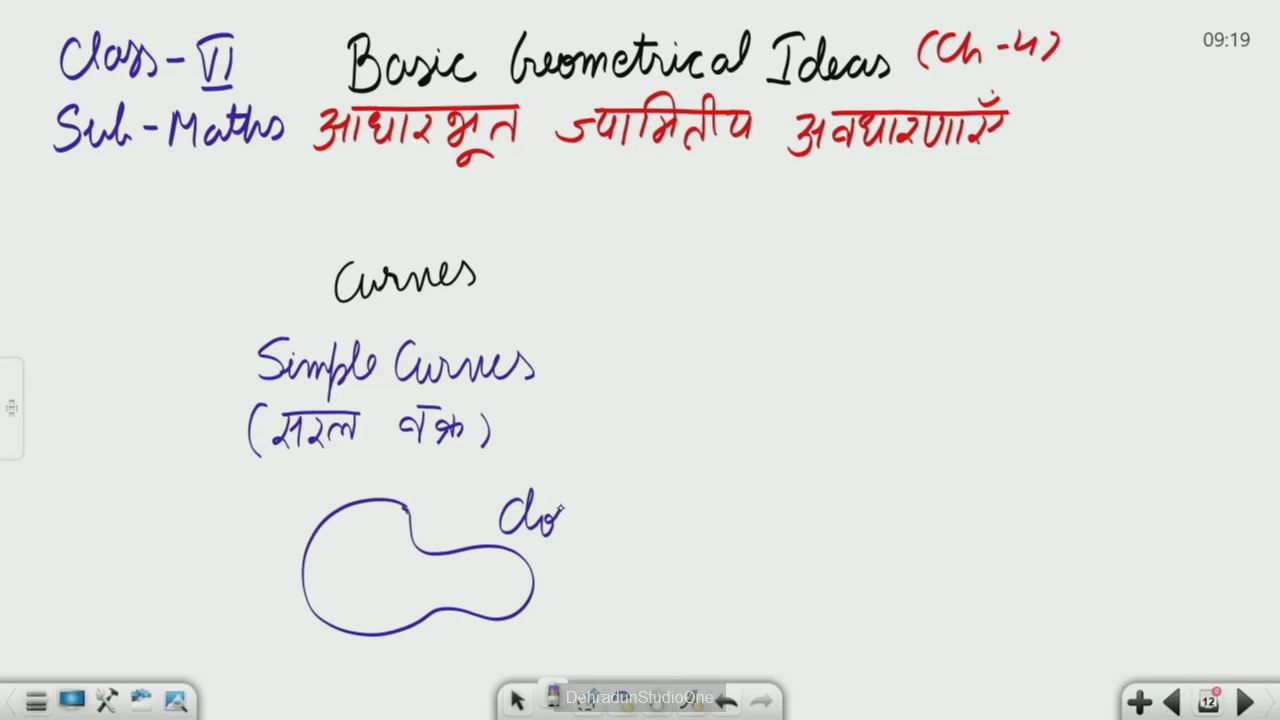 Class-VI Basic Geometrical Ideas (Ch-4) 09:19
Sub-Maths आधारभूत ज्यामितीय अवधारणाएँ
Curves
Simple Curves
(सरल वक्र)
Clo
12
DehradunStudioOne